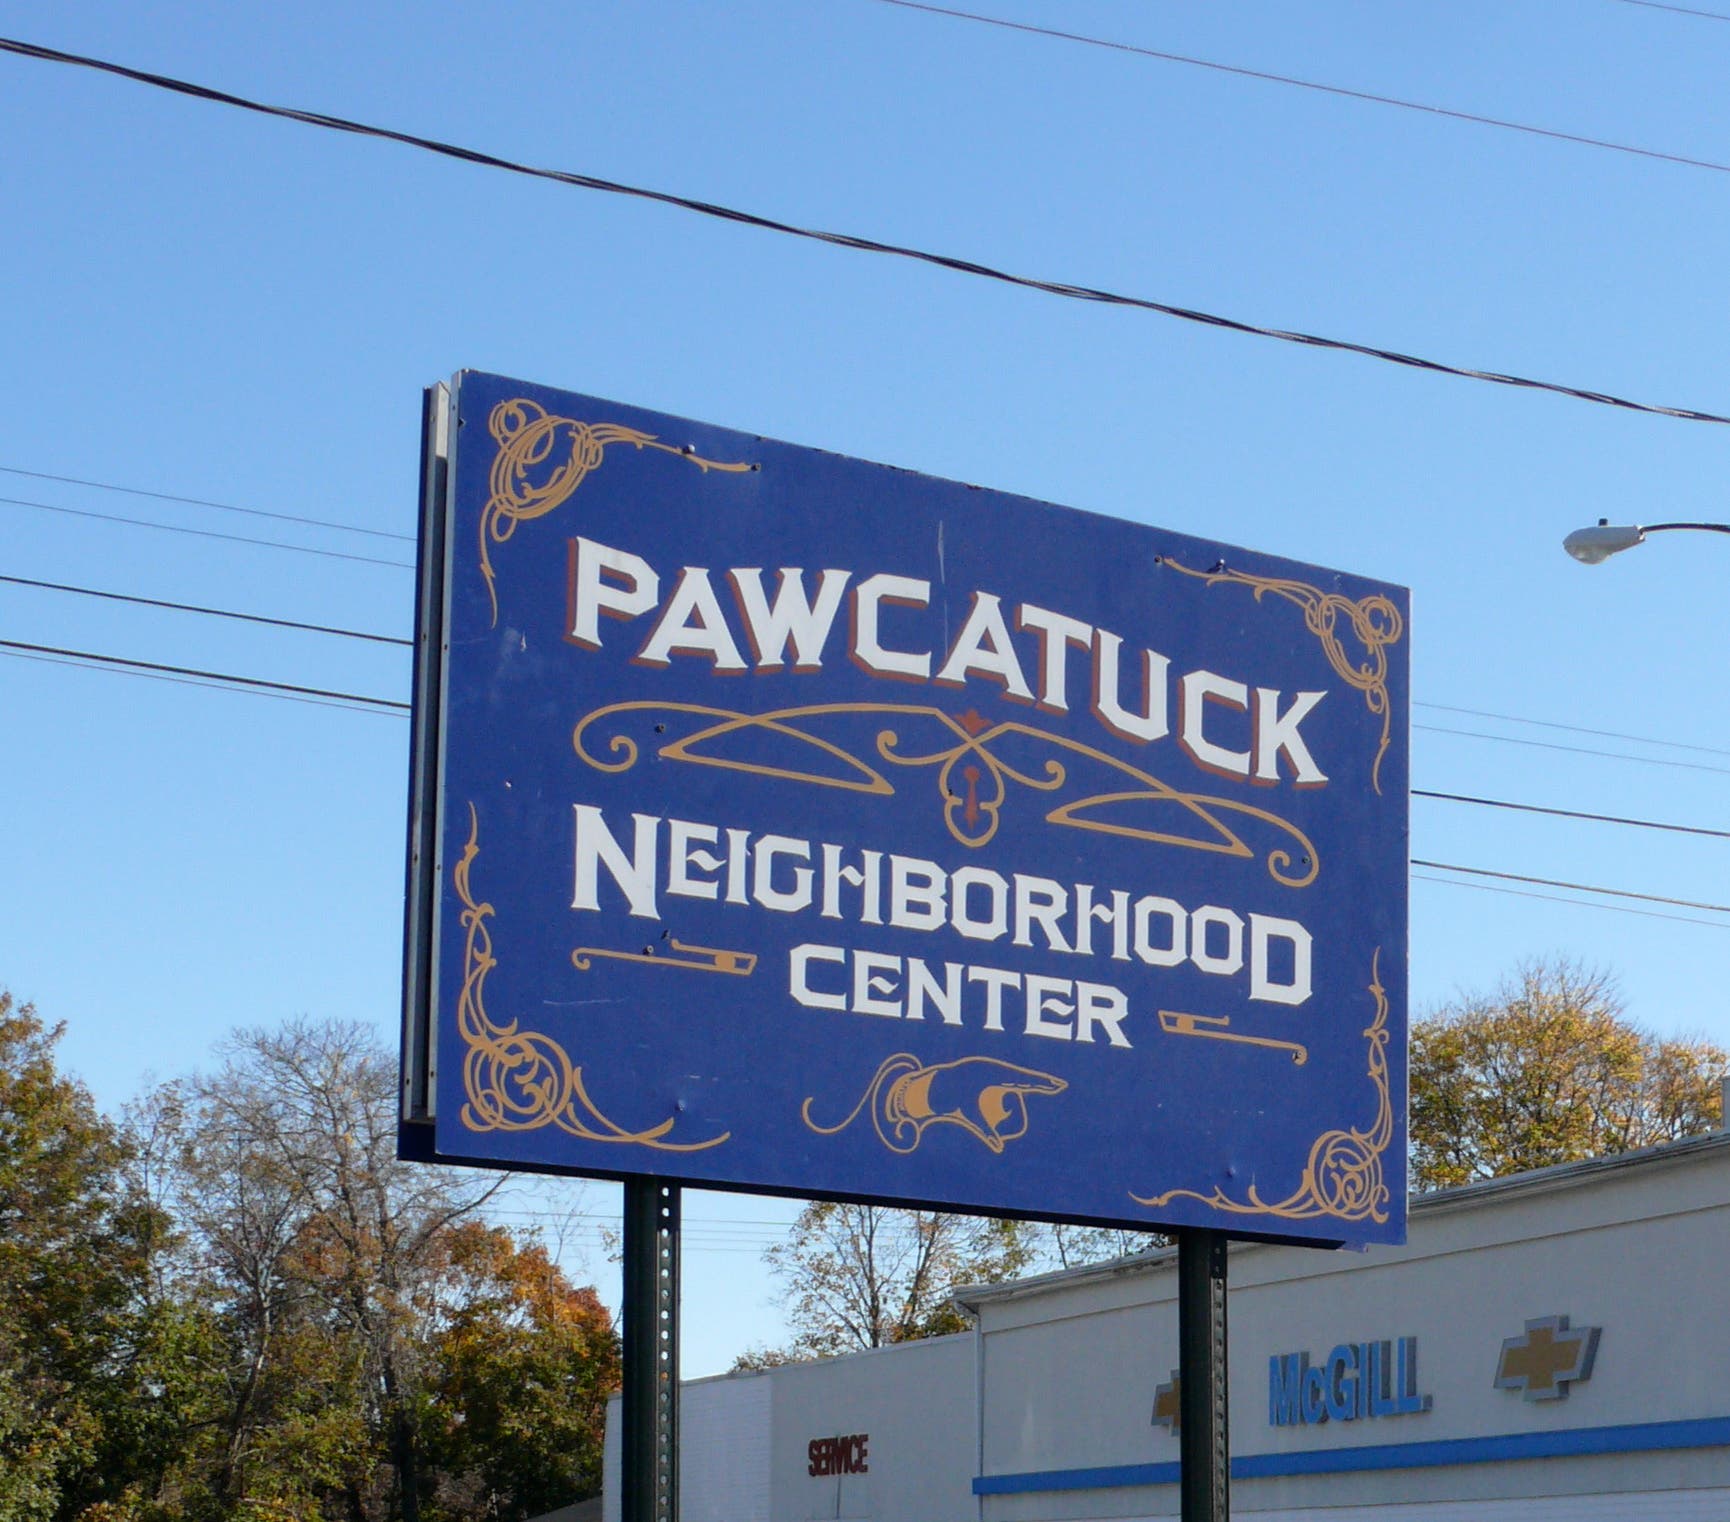 PAWCATUCK
NEIGHBORHOOD
CENTER
McGILL
SERVICE